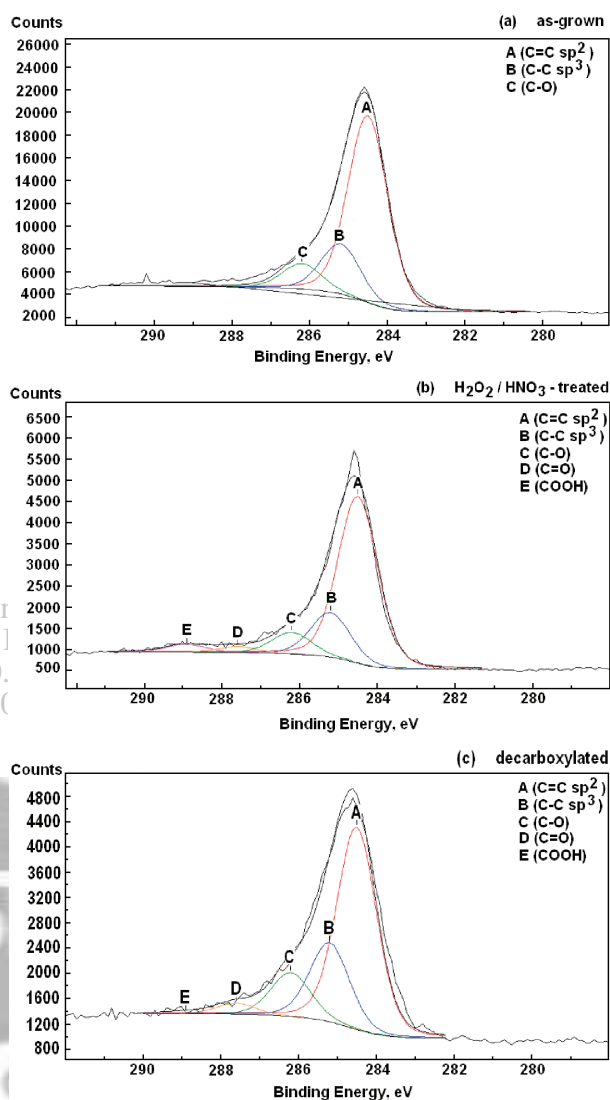 Counts
(a) as-grown
26000
24000
22000
20000
18000
16000
14000
12000
10000
8000
6000
4000
2000
A (C=C sp²)
B (C-C sp³)
C (C-O)
A
B
C
290 288 286 284 282 280
Binding Energy, eV
Counts
(b) H₂O₂ / HNO₃ - treated
6500
6000
5500
5000
4500
4000
3500
3000
2500
2000
1500
1000
500
A (C=C sp²)
B (C-C sp³)
C (C-O)
D (C=O)
E (COOH)
A
B
C
D
E
290 288 286 284 282 280
Binding Energy, eV
Counts
(c) decarboxylated
4800
4400
4000
3600
3200
2800
2400
2000
1600
1200
800
A (C=C sp²)
B (C-C sp³)
C (C-O)
D (C=O)
E (COOH)
A
B
C
D
E
290 288 286 284 282 280
Binding Energy, eV